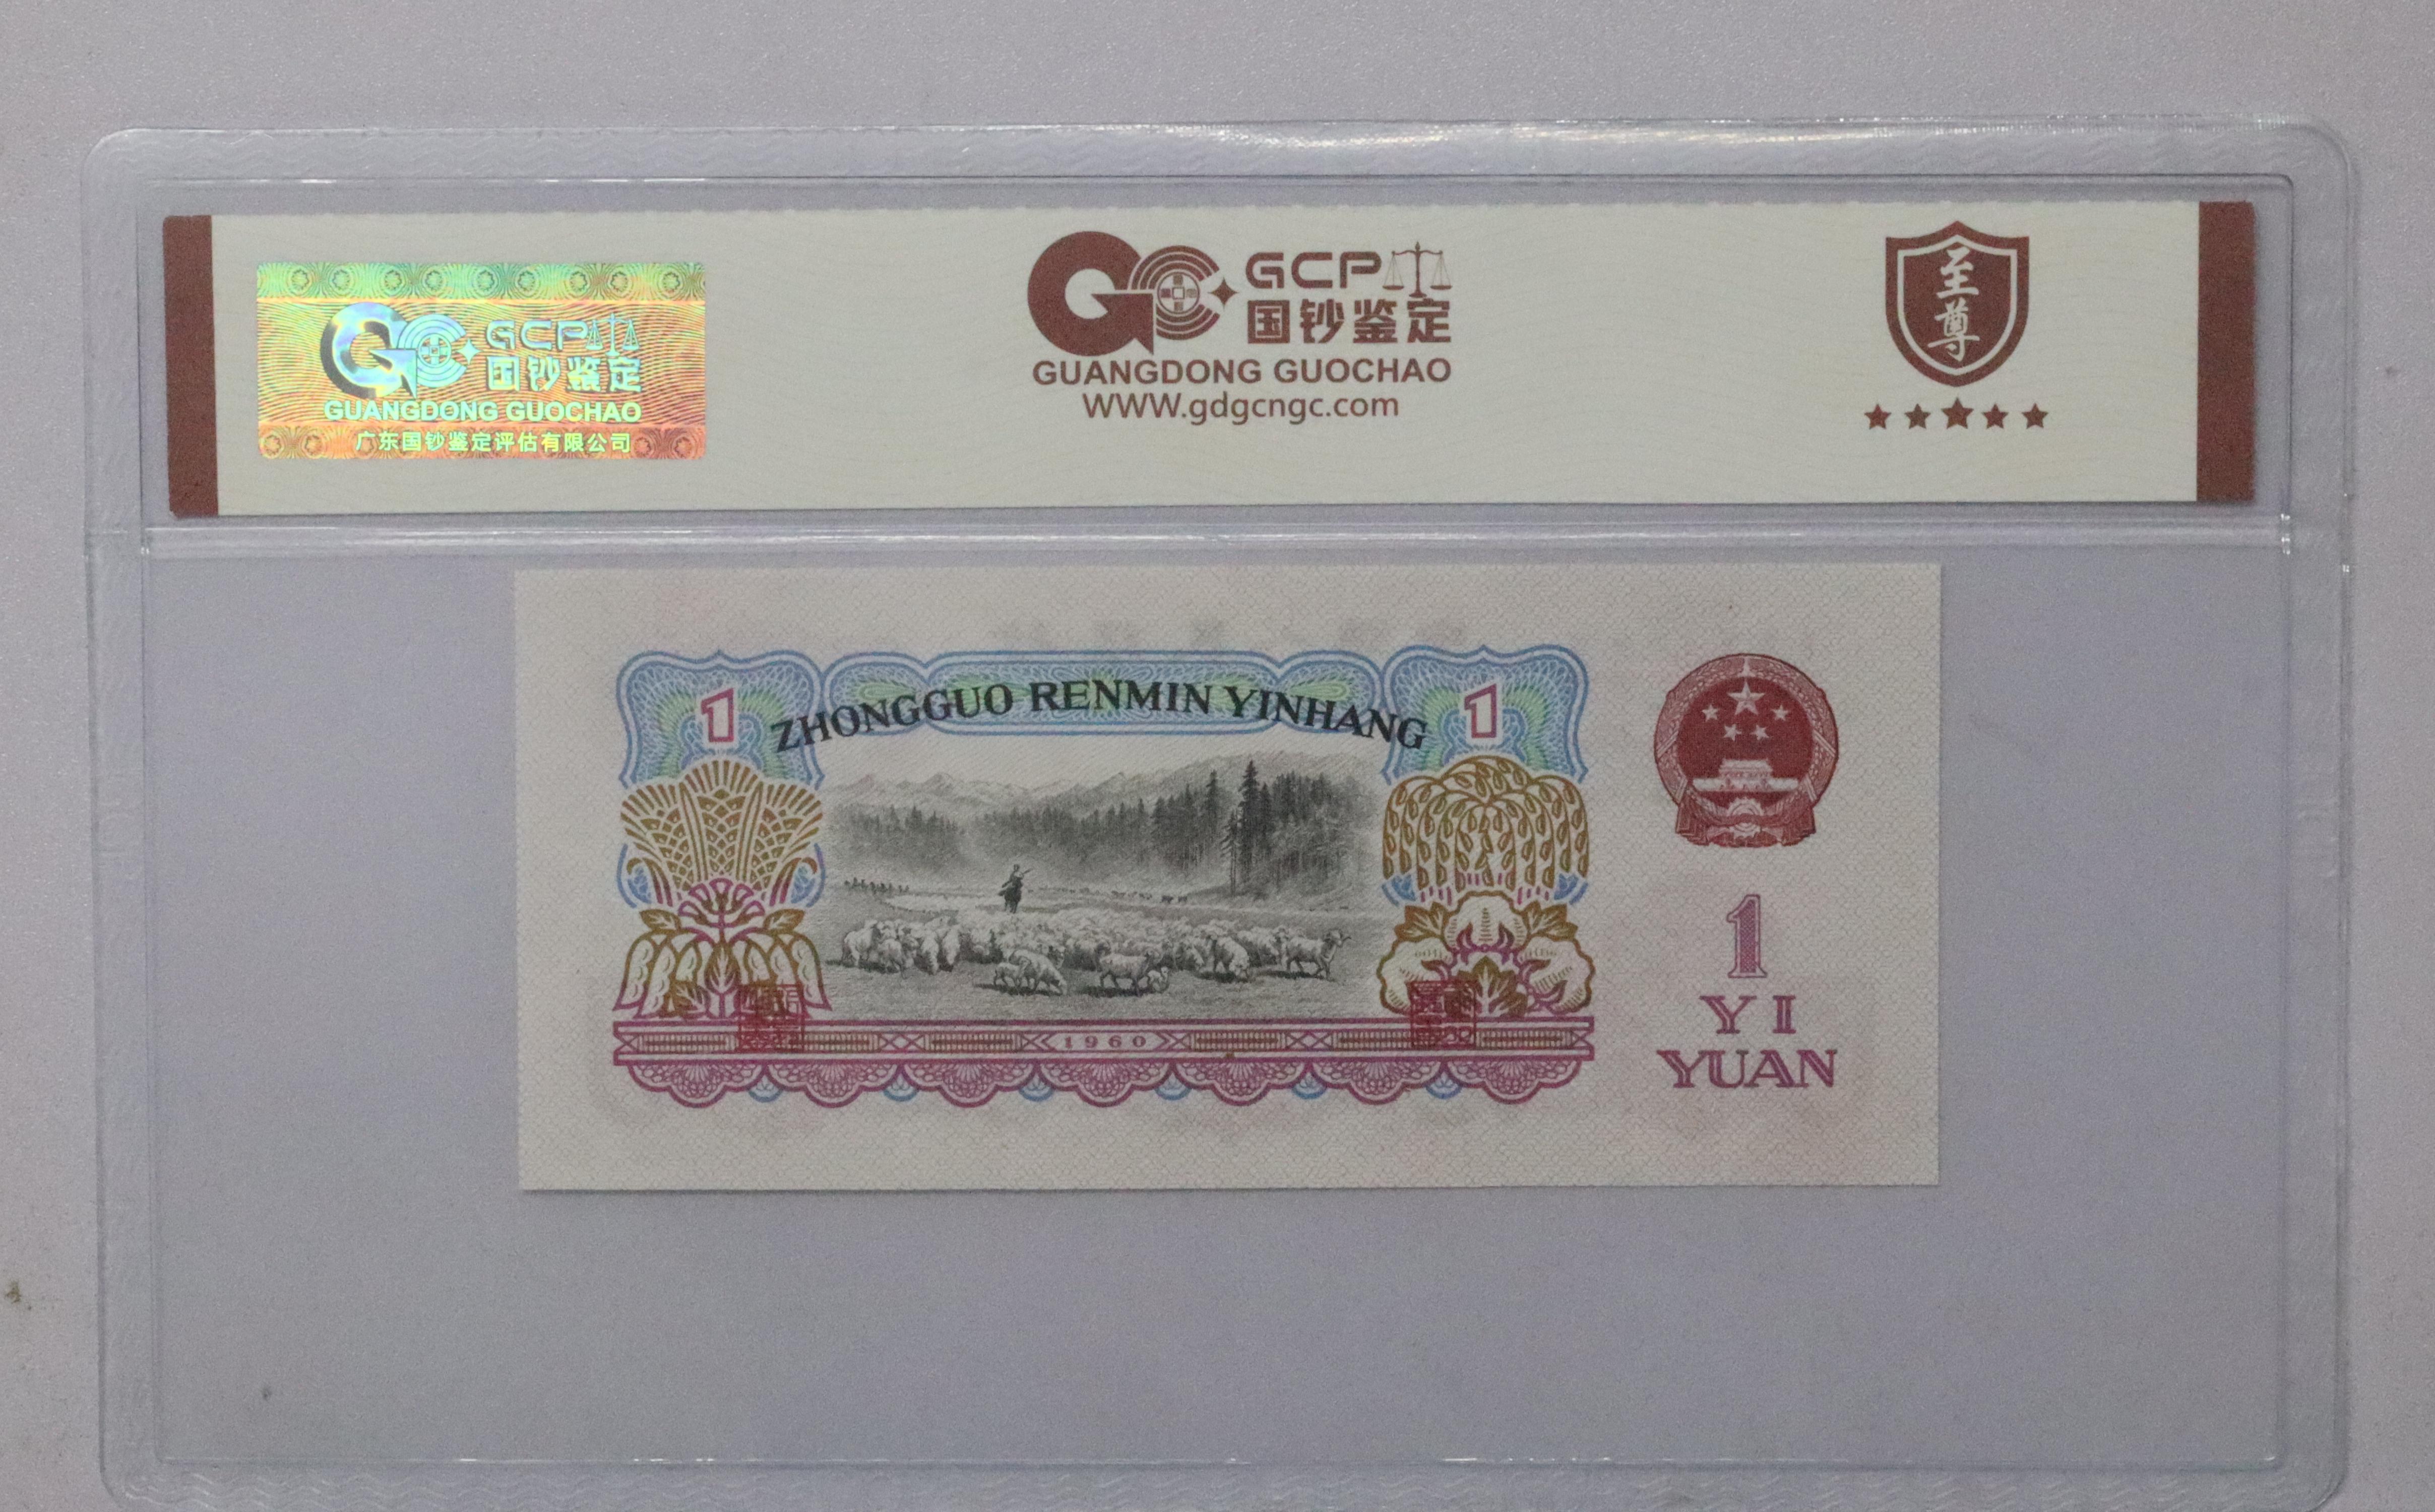 GCP
国钞鉴定
GUANGDONG GUOCHAO
广东国钞鉴定评估有限公司
GCP
国钞鉴定
GUANGDONG GUOCHAO
WWW.gdgcngc.com
至尊
1
ZHONGGUO RENMIN YINHANG
1
1960
1
YI
YUAN